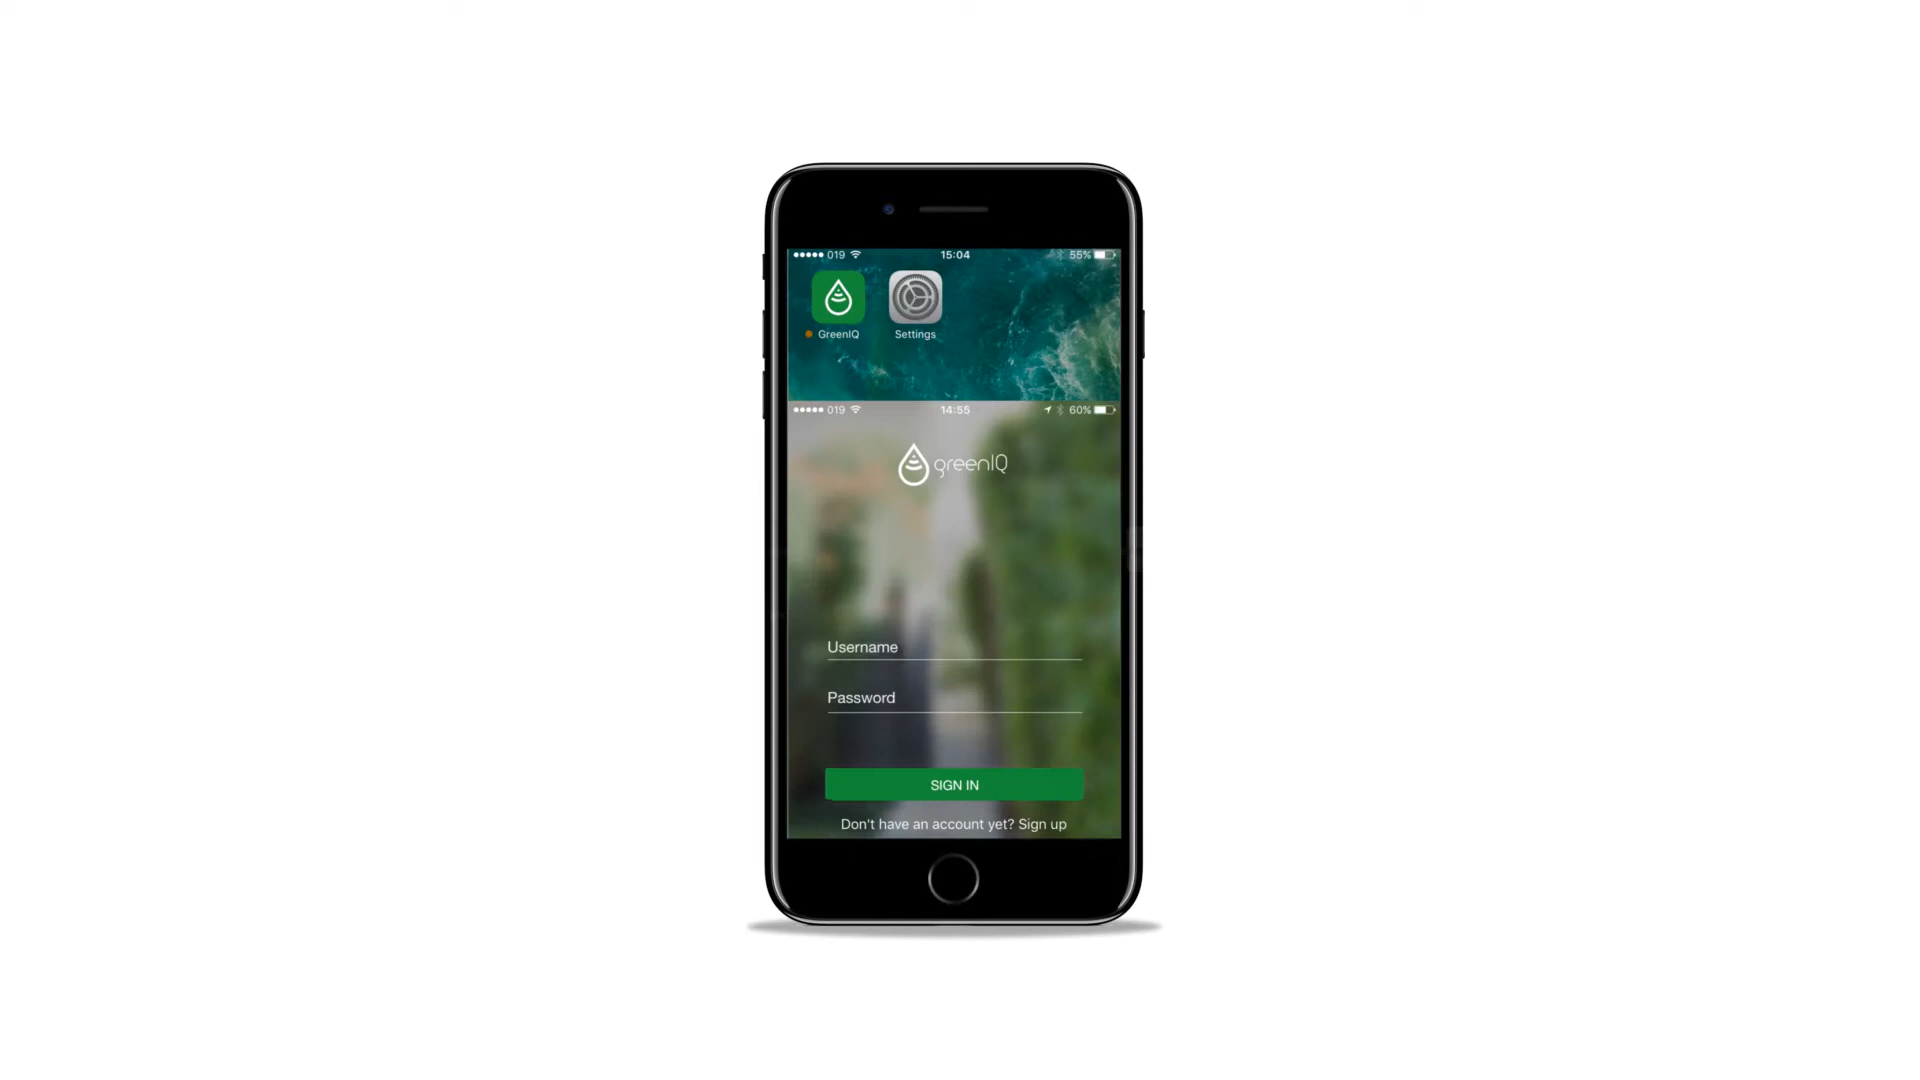 019 15:04 55%
GreenIQ Settings
019 14:55 60%
greenIQ
Username
Password
SIGN IN
Don't have an account yet? Sign up